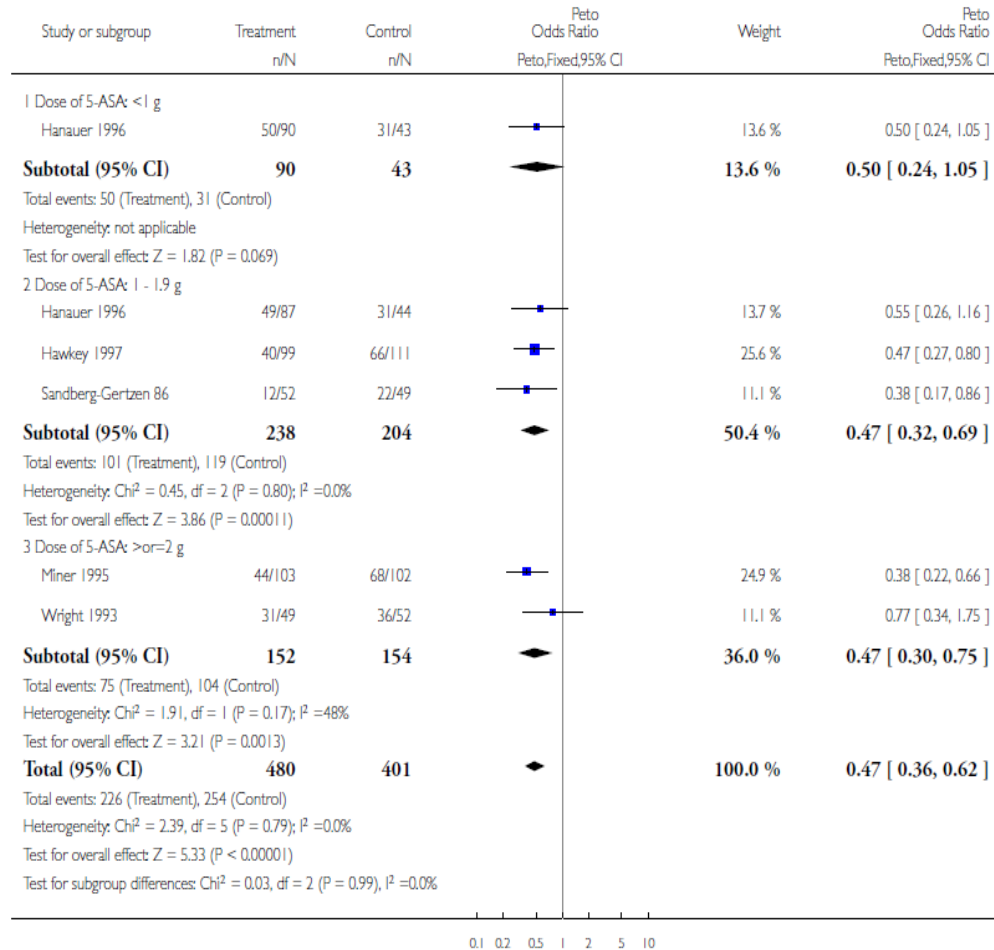 Study or subgroup Treatment Control Peto Odds Ratio Weight Peto Odds Ratio
n/N n/N Peto,Fixed,95% CI Peto,Fixed,95% CI
1 Dose of 5-ASA: <1 g
Hanauer 1996 50/90 31/43 13.6 % 0.50 [ 0.24, 1.05 ]
Subtotal (95% CI) 90 43 13.6 % 0.50 [ 0.24, 1.05 ]
Total events: 50 (Treatment), 31 (Control)
Heterogeneity: not applicable
Test for overall effect: Z = 1.82 (P = 0.069)
2 Dose of 5-ASA: 1 - 1.9 g
Hanauer 1996 49/87 31/44 13.7 % 0.55 [ 0.26, 1.16 ]
Hawkey 1997 40/99 66/111 25.6 % 0.47 [ 0.27, 0.80 ]
Sandberg-Gertzen 86 12/52 22/49 11.1 % 0.38 [ 0.17, 0.86 ]
Subtotal (95% CI) 238 204 50.4 % 0.47 [ 0.32, 0.69 ]
Total events: 101 (Treatment), 119 (Control)
Heterogeneity: Chi² = 0.45, df = 2 (P = 0.80); I² =0.0%
Test for overall effect: Z = 3.86 (P = 0.00011)
3 Dose of 5-ASA: >or=2 g
Miner 1995 44/103 68/102 24.9 % 0.38 [ 0.22, 0.66 ]
Wright 1993 31/49 36/52 11.1 % 0.77 [ 0.34, 1.75 ]
Subtotal (95% CI) 152 154 36.0 % 0.47 [ 0.30, 0.75 ]
Total events: 75 (Treatment), 104 (Control)
Heterogeneity: Chi² = 1.91, df = 1 (P = 0.17); I² =48%
Test for overall effect: Z = 3.21 (P = 0.0013)
Total (95% CI) 480 401 100.0 % 0.47 [ 0.36, 0.62 ]
Total events: 226 (Treatment), 254 (Control)
Heterogeneity: Chi² = 2.39, df = 5 (P = 0.79); I² =0.0%
Test for overall effect: Z = 5.33 (P < 0.00001)
Test for subgroup differences: Chi² = 0.03, df = 2 (P = 0.99), I² =0.0%
0.1 0.2 0.5 1 2 5 10